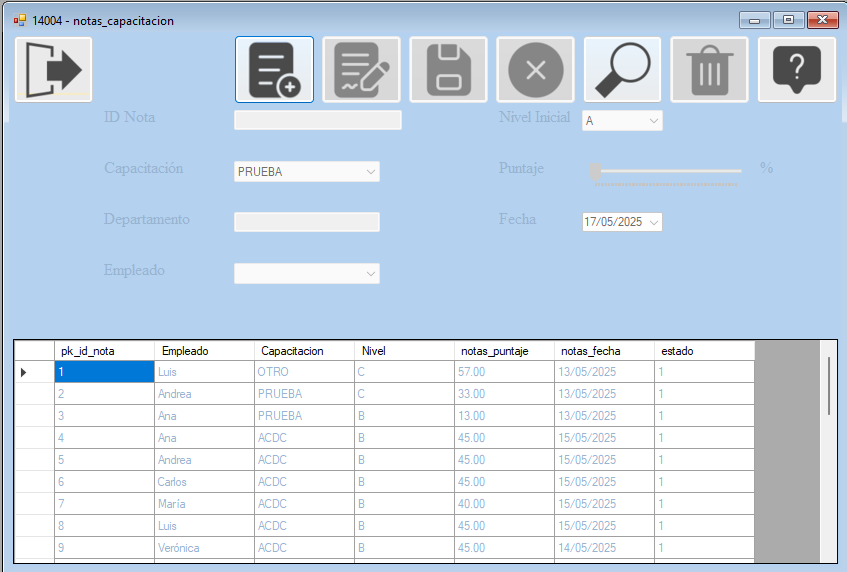 14004 - notas_capacitacion
?
ID Nota
Nivel Inicial A
Capacitación PRUEBA
Puntaje %
Departamento
Fecha 17/05/2025
Empleado
pk_id_nota Empleado Capacitacion Nivel notas_puntaje notas_fecha estado
1 Luis OTRO C 57.00 13/05/2025 1
2 Andrea PRUEBA C 33.00 13/05/2025 1
3 Ana PRUEBA B 13.00 13/05/2025 1
4 Ana ACDC B 45.00 15/05/2025 1
5 Andrea ACDC B 45.00 15/05/2025 1
6 Carlos ACDC B 45.00 15/05/2025 1
7 María ACDC B 40.00 15/05/2025 1
8 Luis ACDC B 45.00 15/05/2025 1
9 Verónica ACDC B 45.00 14/05/2025 1